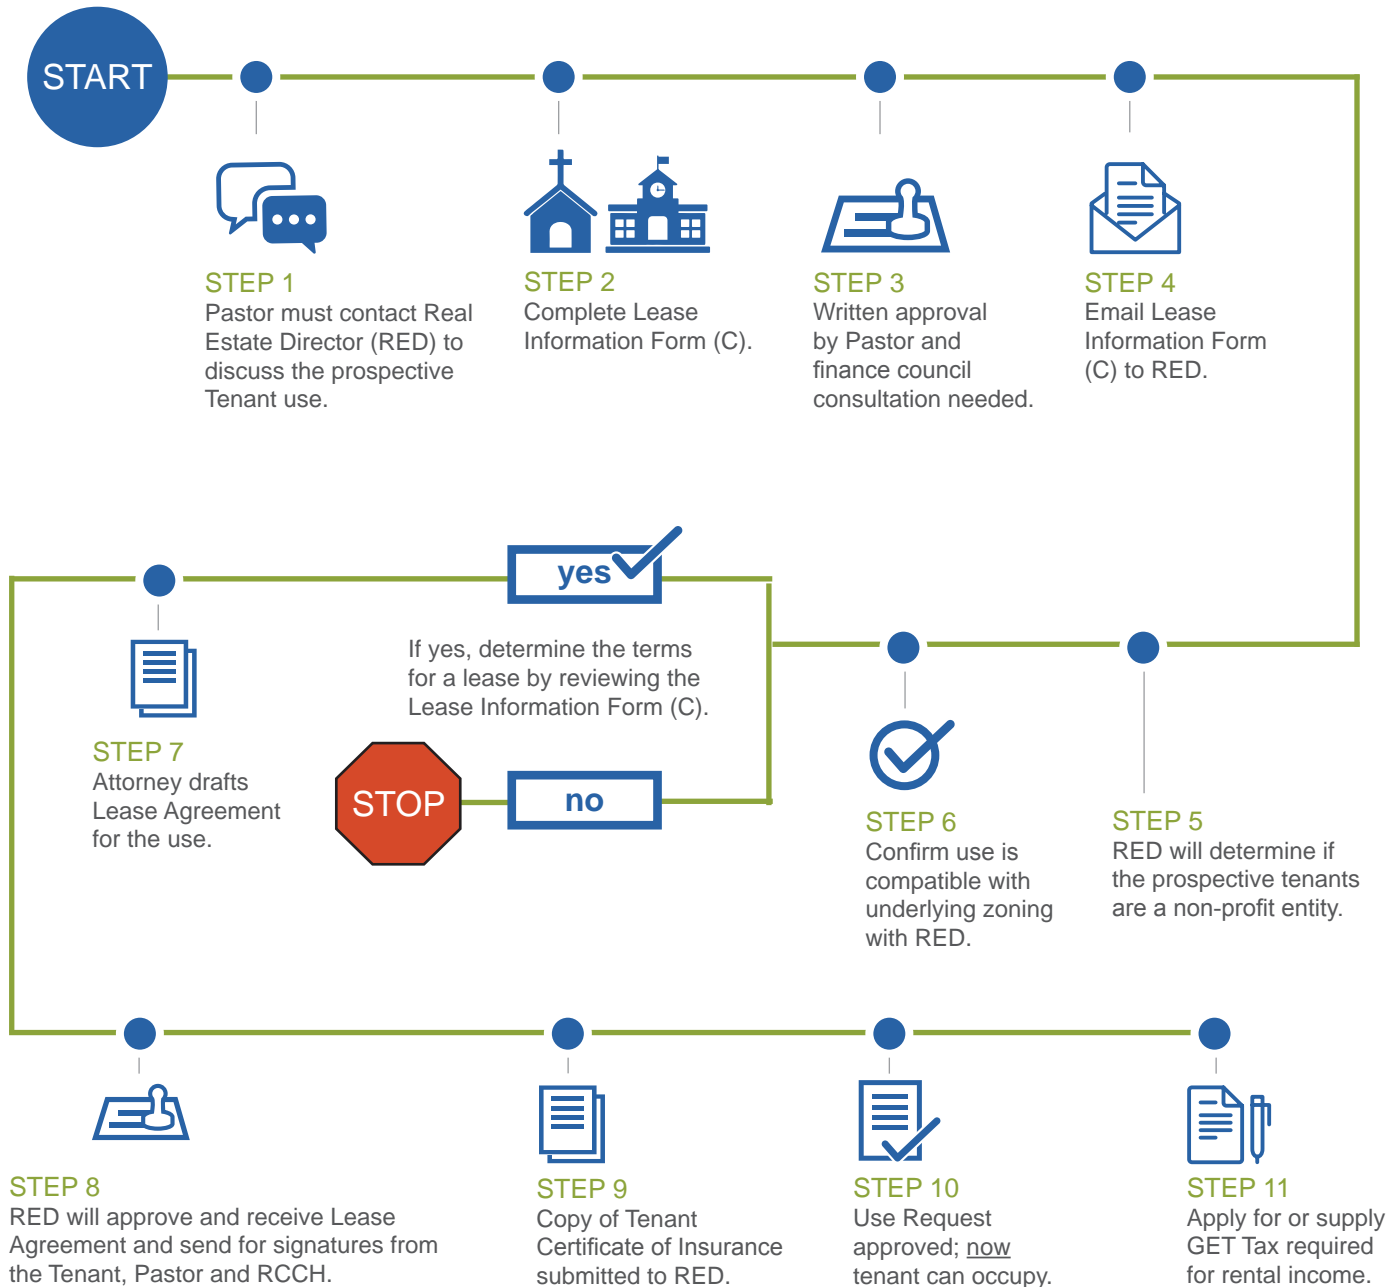 START
STEP 1
Pastor must contact Real
Estate Director (RED) to
discuss the prospective
Tenant use.
STEP 2
Complete Lease
Information Form (C).
STEP 3
Written approval
by Pastor and
finance council
consultation needed.
STEP 4
Email Lease
Information Form
(C) to RED.
STEP 5
RED will determine if
the prospective tenants
are a non-profit entity.
STEP 6
Confirm use is
compatible with
underlying zoning
with RED.
yes
If yes, determine the terms
for a lease by reviewing the
Lease Information Form (C).
no
STOP
STEP 7
Attorney drafts
Lease Agreement
for the use.
STEP 8
RED will approve and receive Lease
Agreement and send for signatures from
the Tenant, Pastor and RCCH.
STEP 9
Copy of Tenant
Certificate of Insurance
submitted to RED.
STEP 10
Use Request
approved; now
tenant can occupy.
STEP 11
Apply for or supply
GET Tax required
for rental income.